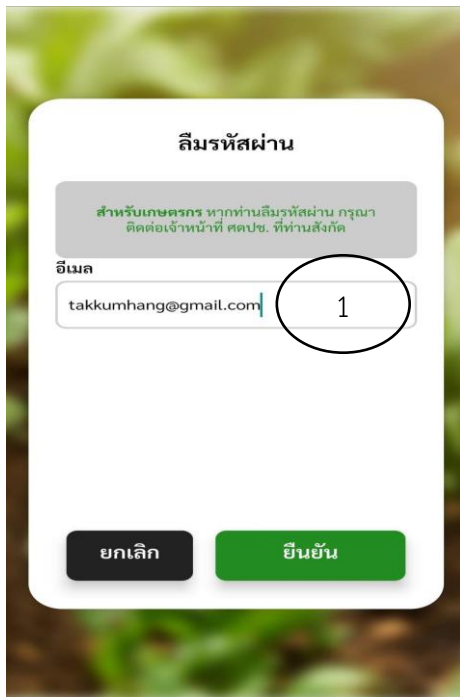 ลืมรหัสผ่าน
สำหรับเกษตรกร หากท่านลืมรหัสผ่าน กรุณา
ติดต่อเจ้าหน้าที่ ศดปช. ที่ท่านสังกัด
อีเมล
takkumhang@gmail.com 1
ยกเลิก ยืนยัน